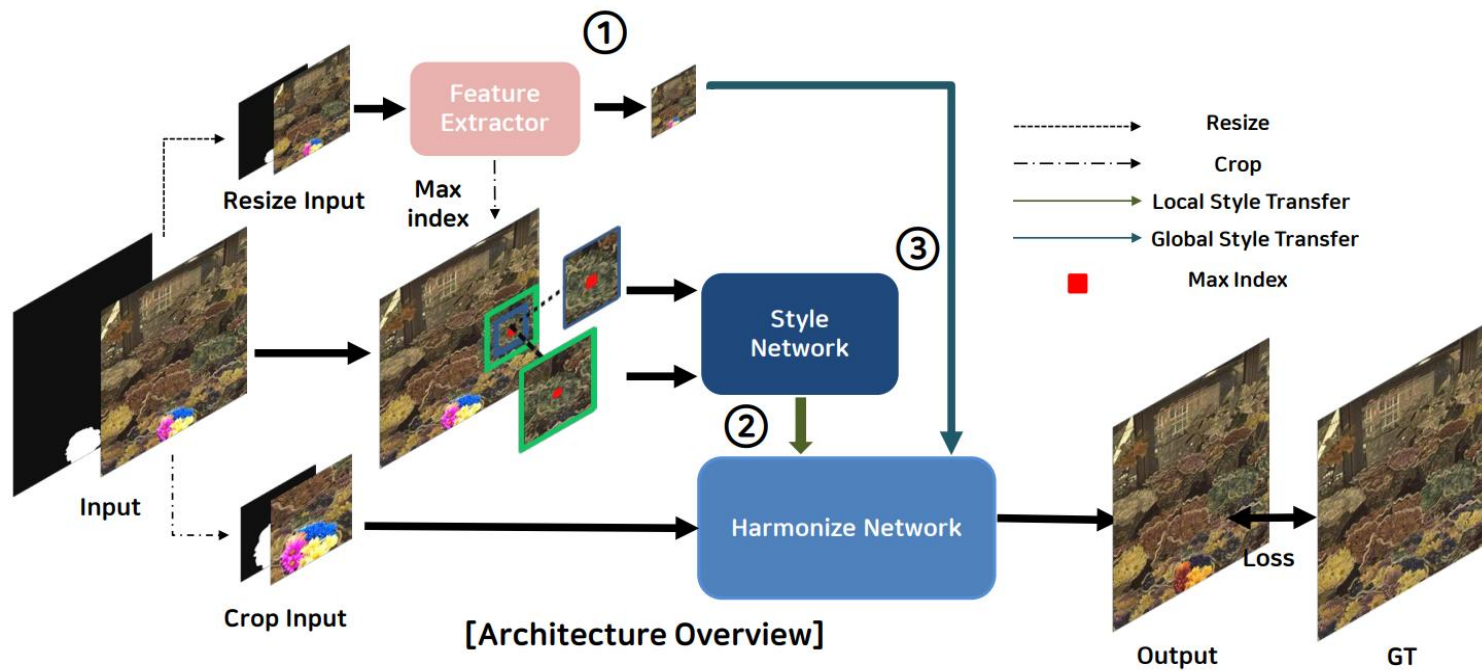 ①
Feature
Extractor
Resize Input
Max
index
③
Resize
Crop
Local Style Transfer
Global Style Transfer
Max Index
Style
Network
②
Input
Harmonize Network
Loss
Crop Input
[Architecture Overview]
Output
GT